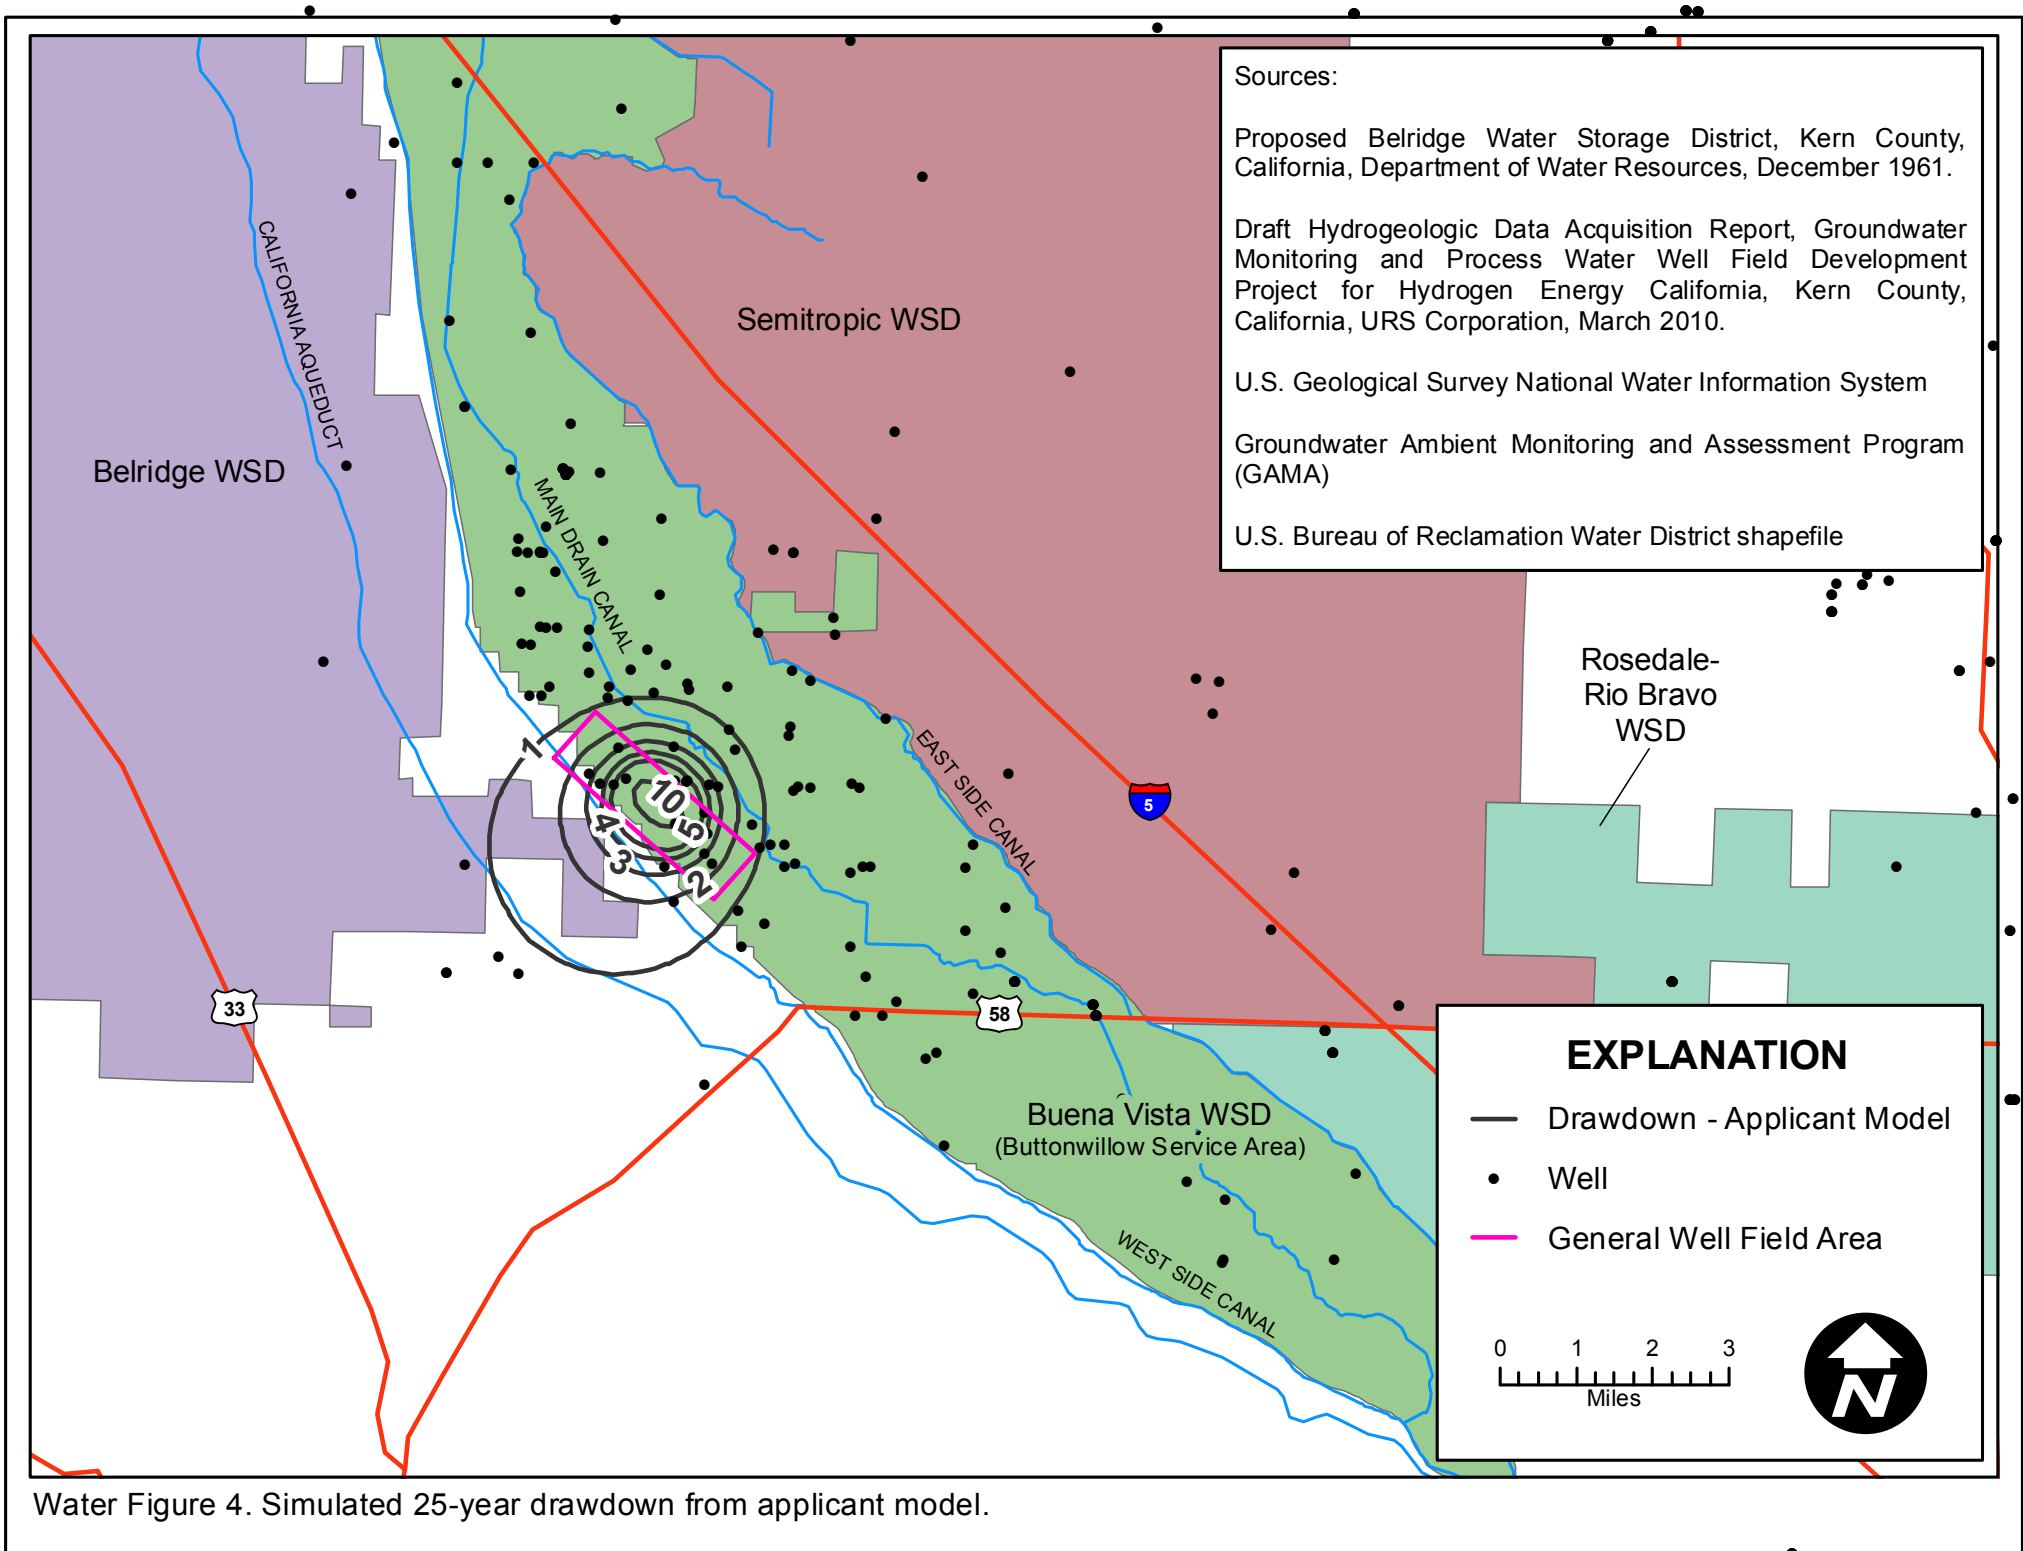 Sources:
Proposed Belridge Water Storage District, Kern County,
California, Department of Water Resources, December 1961.
Draft Hydrogeologic Data Acquisition Report, Groundwater
Monitoring and Process Water Well Field Development
Project for Hydrogen Energy California, Kern County,
California, URS Corporation, March 2010.
U.S. Geological Survey National Water Information System
Groundwater Ambient Monitoring and Assessment Program
(GAMA)
U.S. Bureau of Reclamation Water District shapefile
CALIFORNIA AQUEDUCT
Semitropic WSD
Belridge WSD
MAIN DRAIN CANAL
Rosedale-
Rio Bravo
WSD
EAST SIDE CANAL
1
10
4
5
3
2
5
33
58
Buena Vista WSD
(Buttonwillow Service Area)
WEST SIDE CANAL
EXPLANATION
Drawdown - Applicant Model
Well
General Well Field Area
0 1 2 3
Miles
N
Water Figure 4. Simulated 25-year drawdown from applicant model.